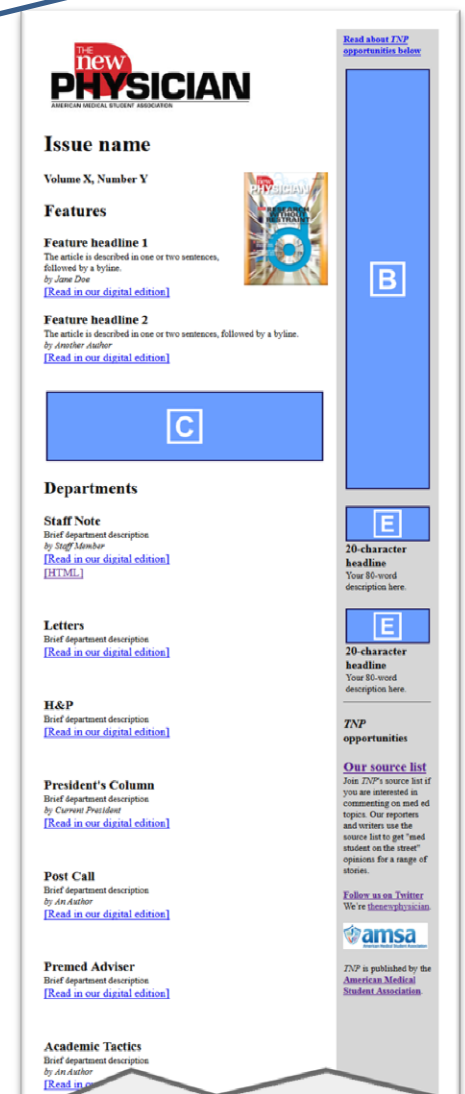 THE
new
PHYSICIAN
AMERICAN MEDICAL STUDENT ASSOCIATION
Issue name
Volume X, Number Y
Features
Feature headline 1
The article is described in one or two sentences,
followed by a byline.
by Jane Doe
[Read in our digital edition]
new
PHYSICIAN
RESEARCH
WITHOUT
RESTRAINT
Feature headline 2
The article is described in one or two sentences, followed by a byline.
by Another Author
[Read in our digital edition]
C
Departments
Staff Note
Brief department description
by Staff Member
[Read in our digital edition]
[HTML]
Letters
Brief department description
[Read in our digital edition]
H&P
Brief department description
[Read in our digital edition]
President's Column
Brief department description
by Current President
[Read in our digital edition]
Post Call
Brief department description
by An Author
[Read in our digital edition]
Premed Adviser
Brief department description
[Read in our digital edition]
Academic Tactics
Brief department description
by An Author
[Read in
Read about TNP
opportunities below
B
E
20-character
headline
Your 80-word
description here.
E
20-character
headline
Your 80-word
description here.
TNP
opportunities
Our source list
Join TNP's source list if
you are interested in
commenting on med ed
topics. Our reporters
and writers use the
source list to get "med
student on the street"
opinions for a range of
stories.
Follow us on Twitter
We're thenewphysician.
amsa
American Medical Student Association
TNP is published by the
American Medical
Student Association.